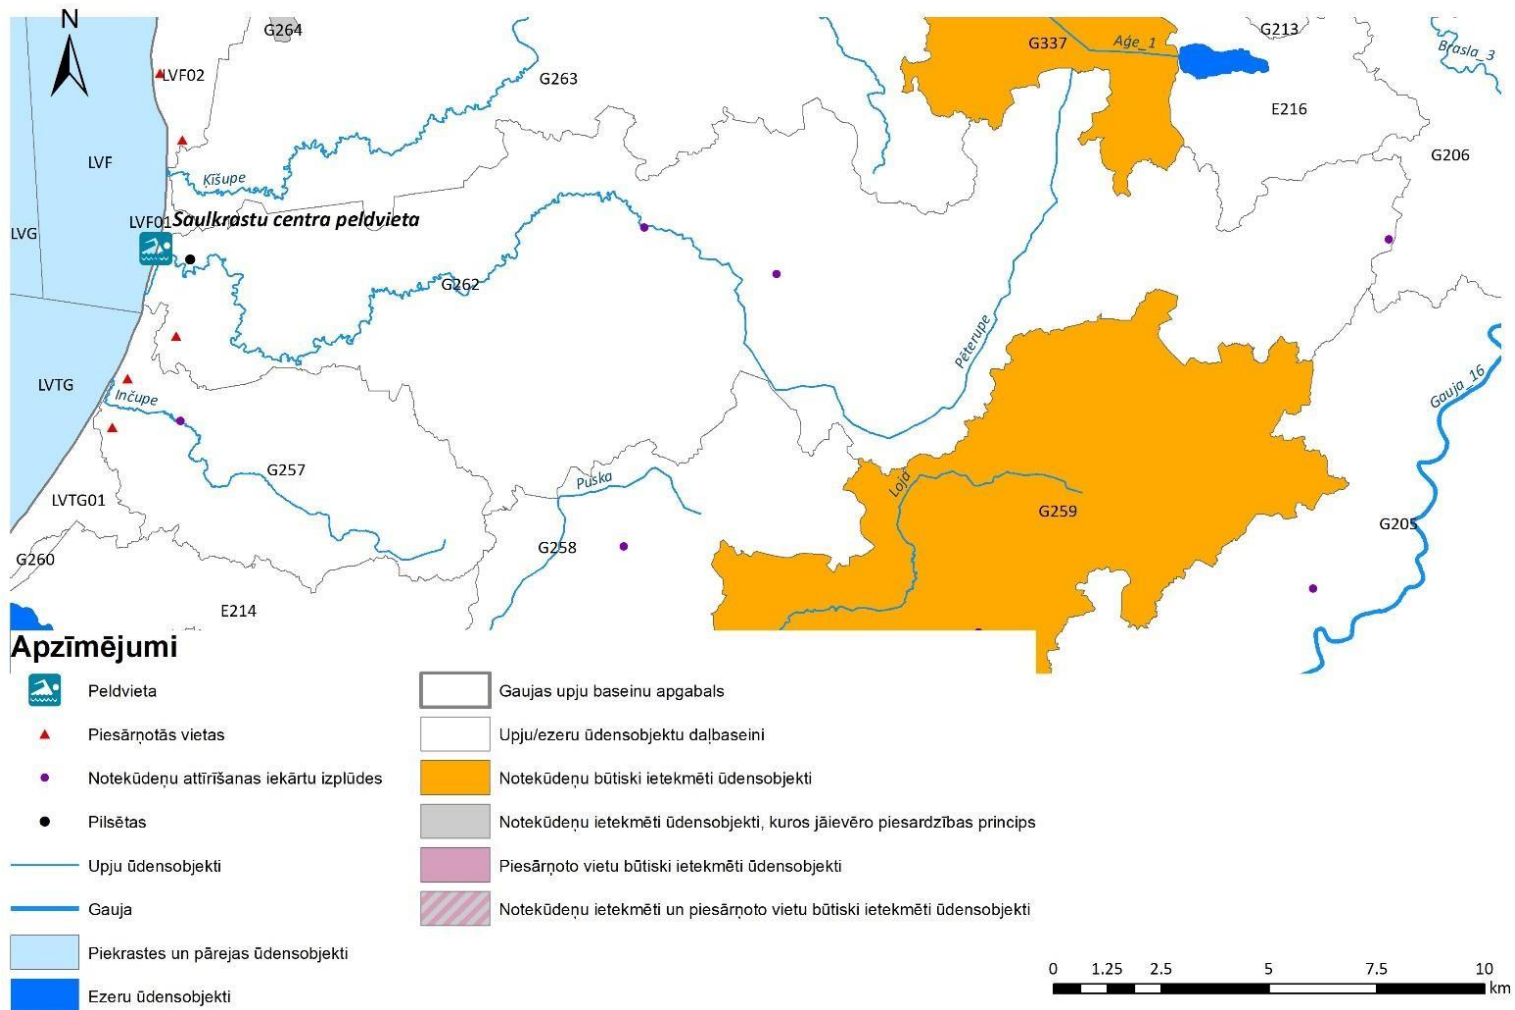 N
G264
G213
G337
Aģe_1
Brasla_3
LVF02
G263
E216
LVF
G206
Ķīšupe
LVF01
Saulkrastu centra peldvieta
LVG
G262
Pēterupe
LVTG
Inčupe
Gauja_16
G257
Puska
Loja
LVTG01
G259
G205
G260
G258
E214
Apzīmējumi
Peldvieta
Piesārņotās vietas
Notekūdeņu attīrīšanas iekārtu izplūdes
Pilsētas
Upju ūdensobjekti
Gauja
Piekrastes un pārejas ūdensobjekti
Ezeru ūdensobjekti
Gaujas upju baseinu apgabals
Upju/ezeru ūdensobjektu daļbaseini
Notekūdeņu būtiski ietekmēti ūdensobjekti
Notekūdeņu ietekmēti ūdensobjekti, kuros jāievēro piesardzības princips
Piesārņoto vietu būtiski ietekmēti ūdensobjekti
Notekūdeņu ietekmēti un piesārņoto vietu būtiski ietekmēti ūdensobjekti
0 1.25 2.5 5 7.5 10
km